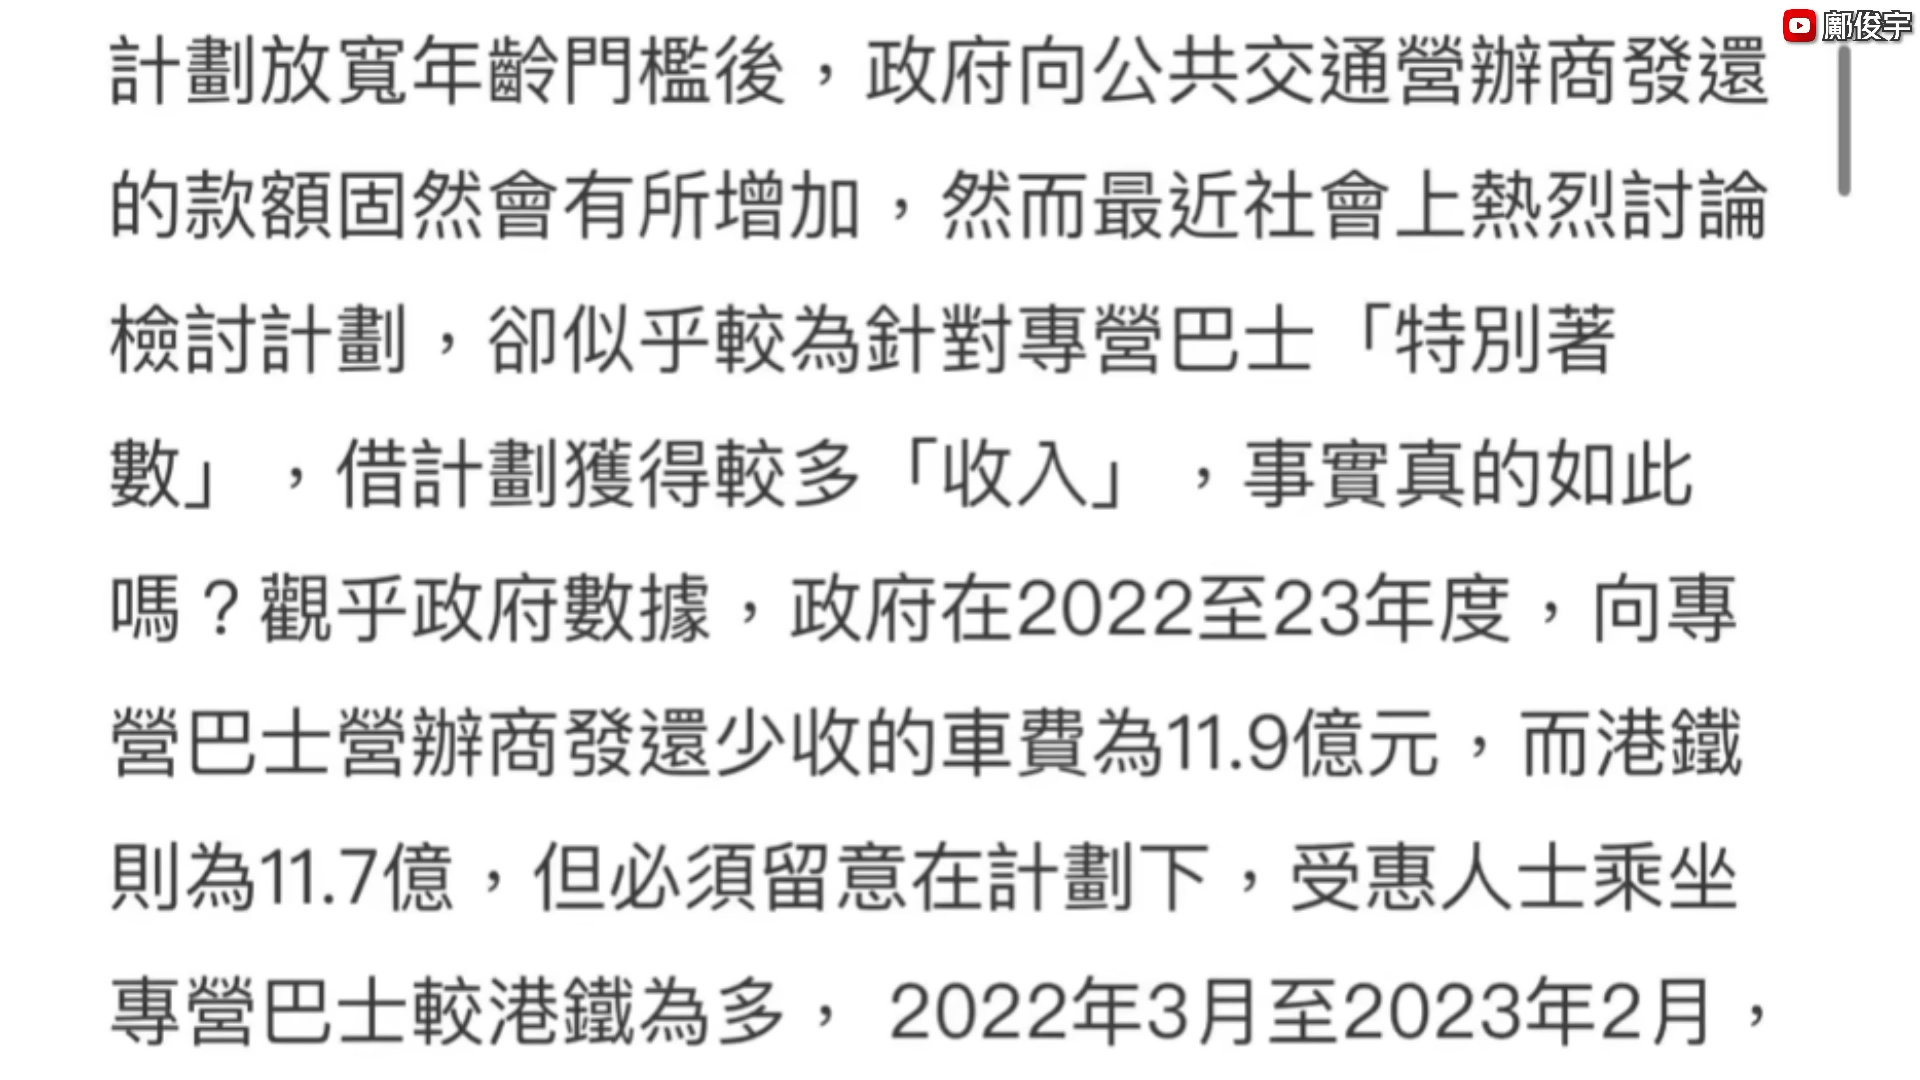 鄺俊宇
計劃放寬年齡門檻後，政府向公共交通營辦商發還
的款額固然會有所增加，然而最近社會上熱烈討論
檢討計劃，卻似乎較為針對專營巴士「特別著
數」，借計劃獲得較多「收入」，事實真的如此
嗎？觀乎政府數據，政府在2022至23年度，向專
營巴士營辦商發還少收的車費為11.9億元，而港鐵
則為11.7億，但必須留意在計劃下，受惠人士乘坐
專營巴士較港鐵為多， 2022年3月至2023年2月，